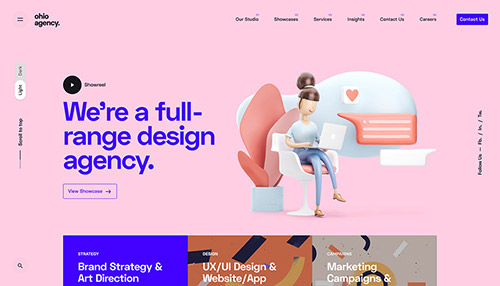 ohio
agency.
Our Studio
Showcases
Services
Insights
Contact Us
Careers
Contact Us
Dark
Light
Scroll to top
Showreel
We're a full-
range design
agency.
View Showcase
Follow Us — Fb. / In. / Tw.
STRATEGY
Brand Strategy &
Art Direction
DESIGN
UX/UI Design &
Website/App
CAMPAIGNS
Marketing
Campaigns &